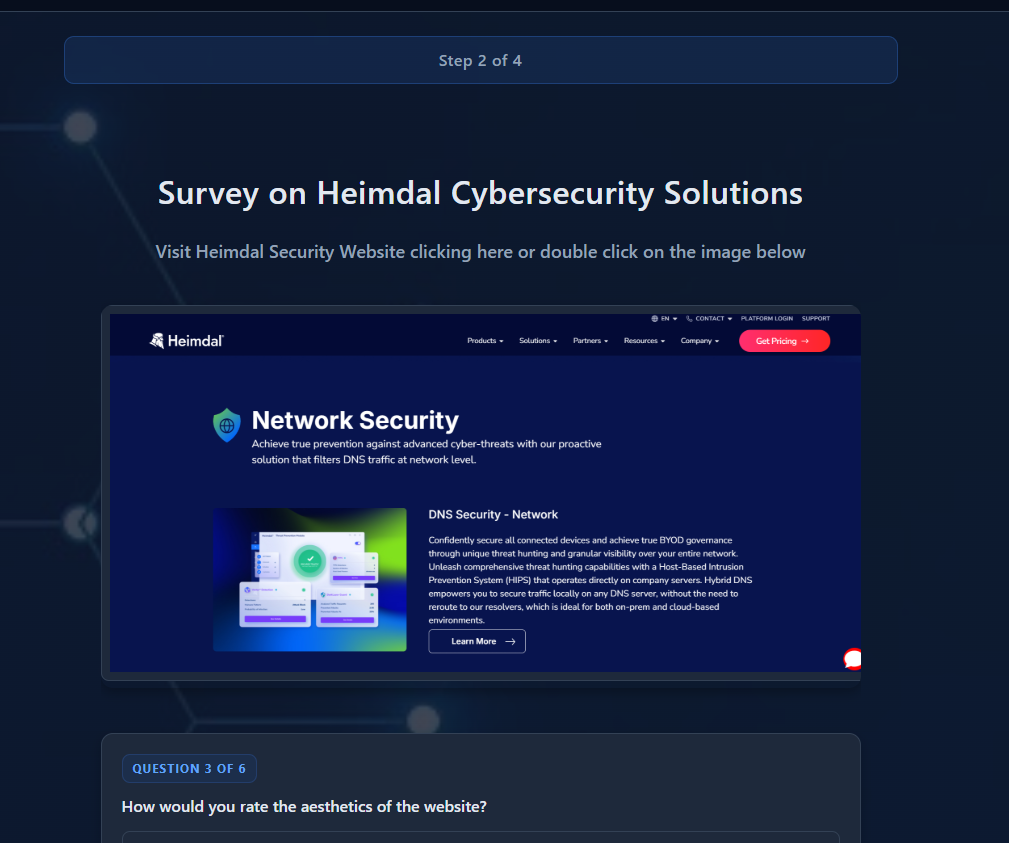 Step 2 of 4
Survey on Heimdal Cybersecurity Solutions
Visit Heimdal Security Website clicking here or double click on the image below
EN CONTACT PLATFORM LOGIN SUPPORT
Heimdal
Products Solutions Partners Resources Company Get Pricing →
Network Security
Achieve true prevention against advanced cyber-threats with our proactive
solution that filters DNS traffic at network level.
DNS Security - Network
Confidently secure all connected devices and achieve true BYOD governance
through unique threat hunting and granular visibility over your entire network.
Unleash comprehensive threat hunting capabilities with a Host-Based Intrusion
Prevention System (HIPS) that operates directly on company servers. Hybrid DNS
empowers you to secure traffic locally on any DNS server, without the need to
reroute to our resolvers, which is ideal for both on-prem and cloud-based
environments.
Learn More →
QUESTION 3 OF 6
How would you rate the aesthetics of the website?